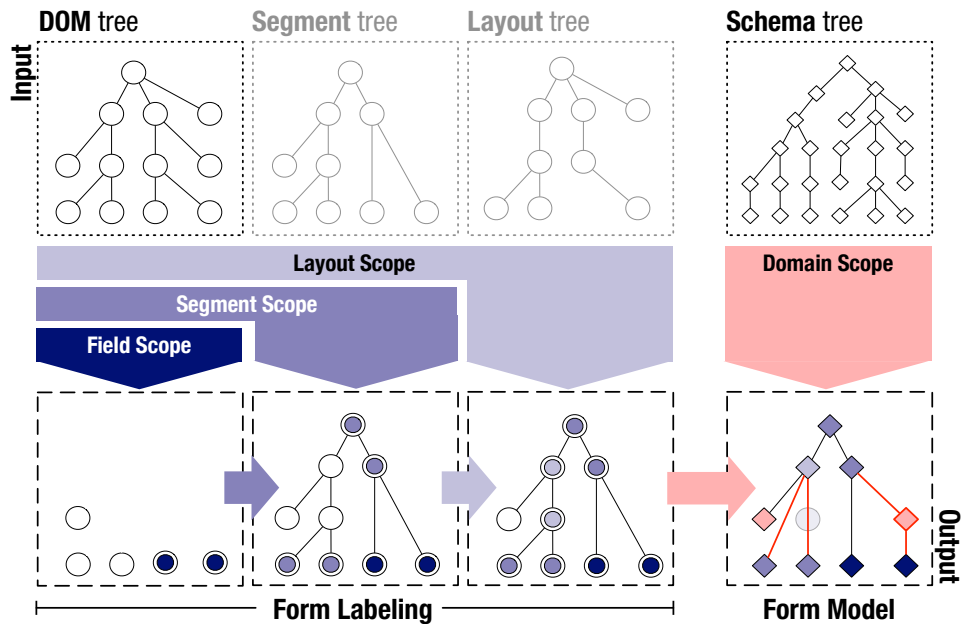 DOM tree
Segment tree
Layout tree
Schema tree
Input
Layout Scope
Domain Scope
Segment Scope
Field Scope
Output
Form Labeling
Form Model